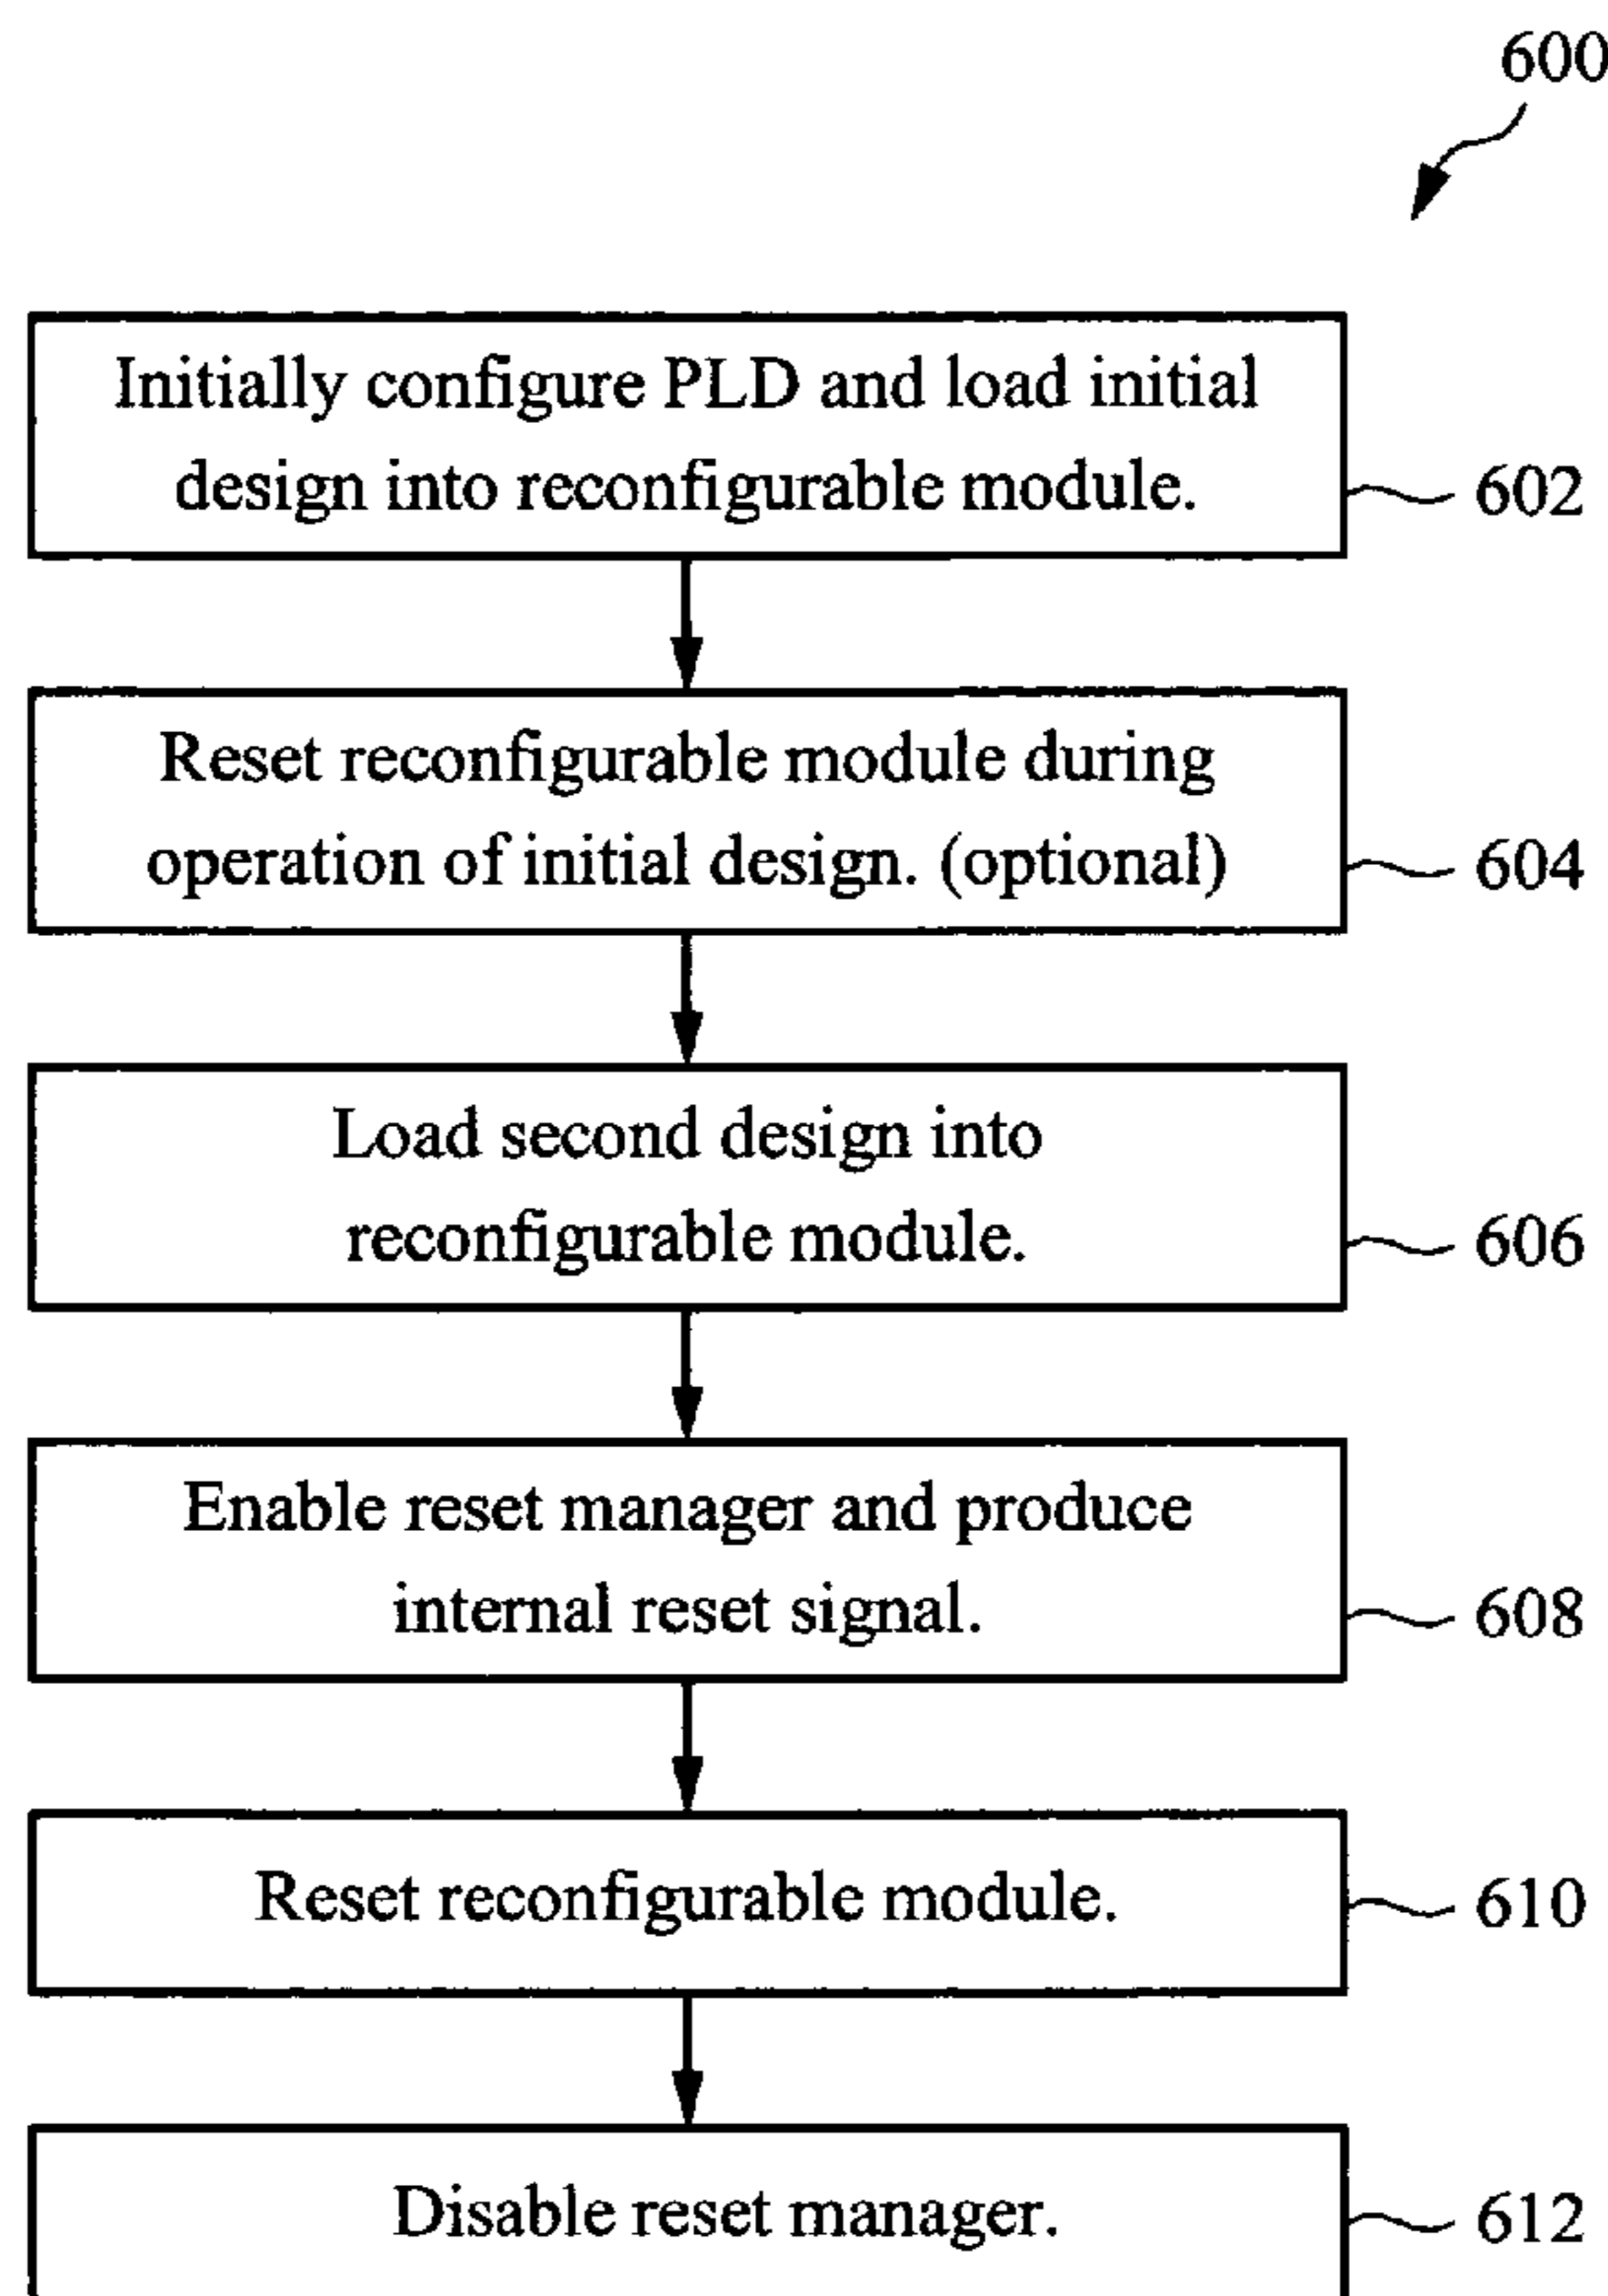 600
Initially configure PLD and load initial
design into reconfigurable module.
602
Reset reconfigurable module during
operation of initial design. (optional)
604
Load second design into
reconfigurable module.
606
Enable reset manager and produce
internal reset signal.
608
Reset reconfigurable module.
610
Disable reset manager.
612